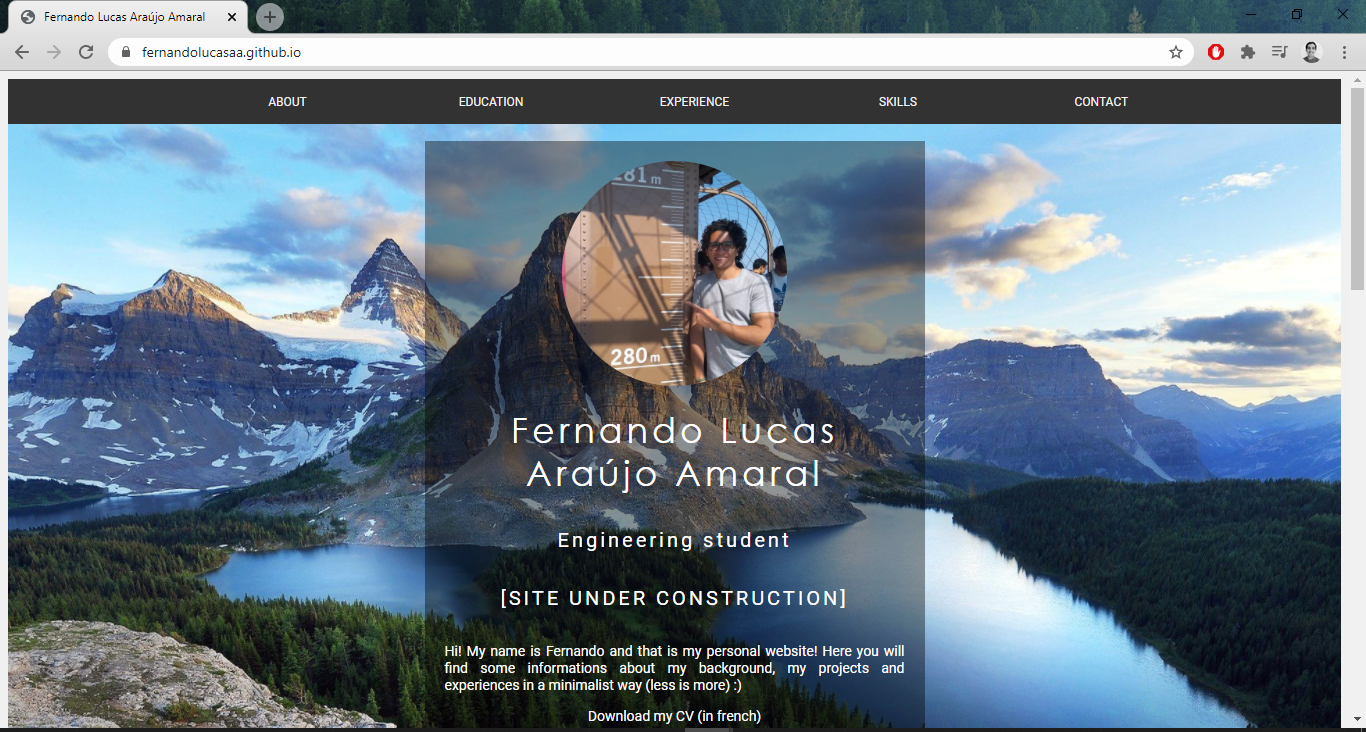 Fernando Lucas Araújo Amaral
fernandolucasaa.github.io
ABOUT EDUCATION EXPERIENCE SKILLS CONTACT
281 m
280 m
Fernando Lucas
Araújo Amaral
Engineering student
[SITE UNDER CONSTRUCTION]
Hi! My name is Fernando and that is my personal website! Here you will
find some informations about my background, my projects and
experiences in a minimalist way (less is more) :)
Download my CV (in french)